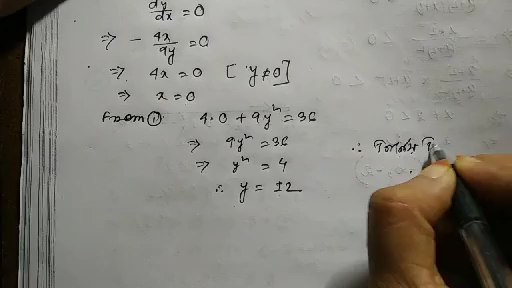 dy/dx = 0
⇒ - 4x/9y = 0
⇒ 4x = 0 [∵ y ≠ 0]
⇒ x = 0
From ①, 4.0 + 9y² = 36
⇒ 9y² = 36
⇒ y² = 4
∴ y = ±2
∴ নির্ণেয়